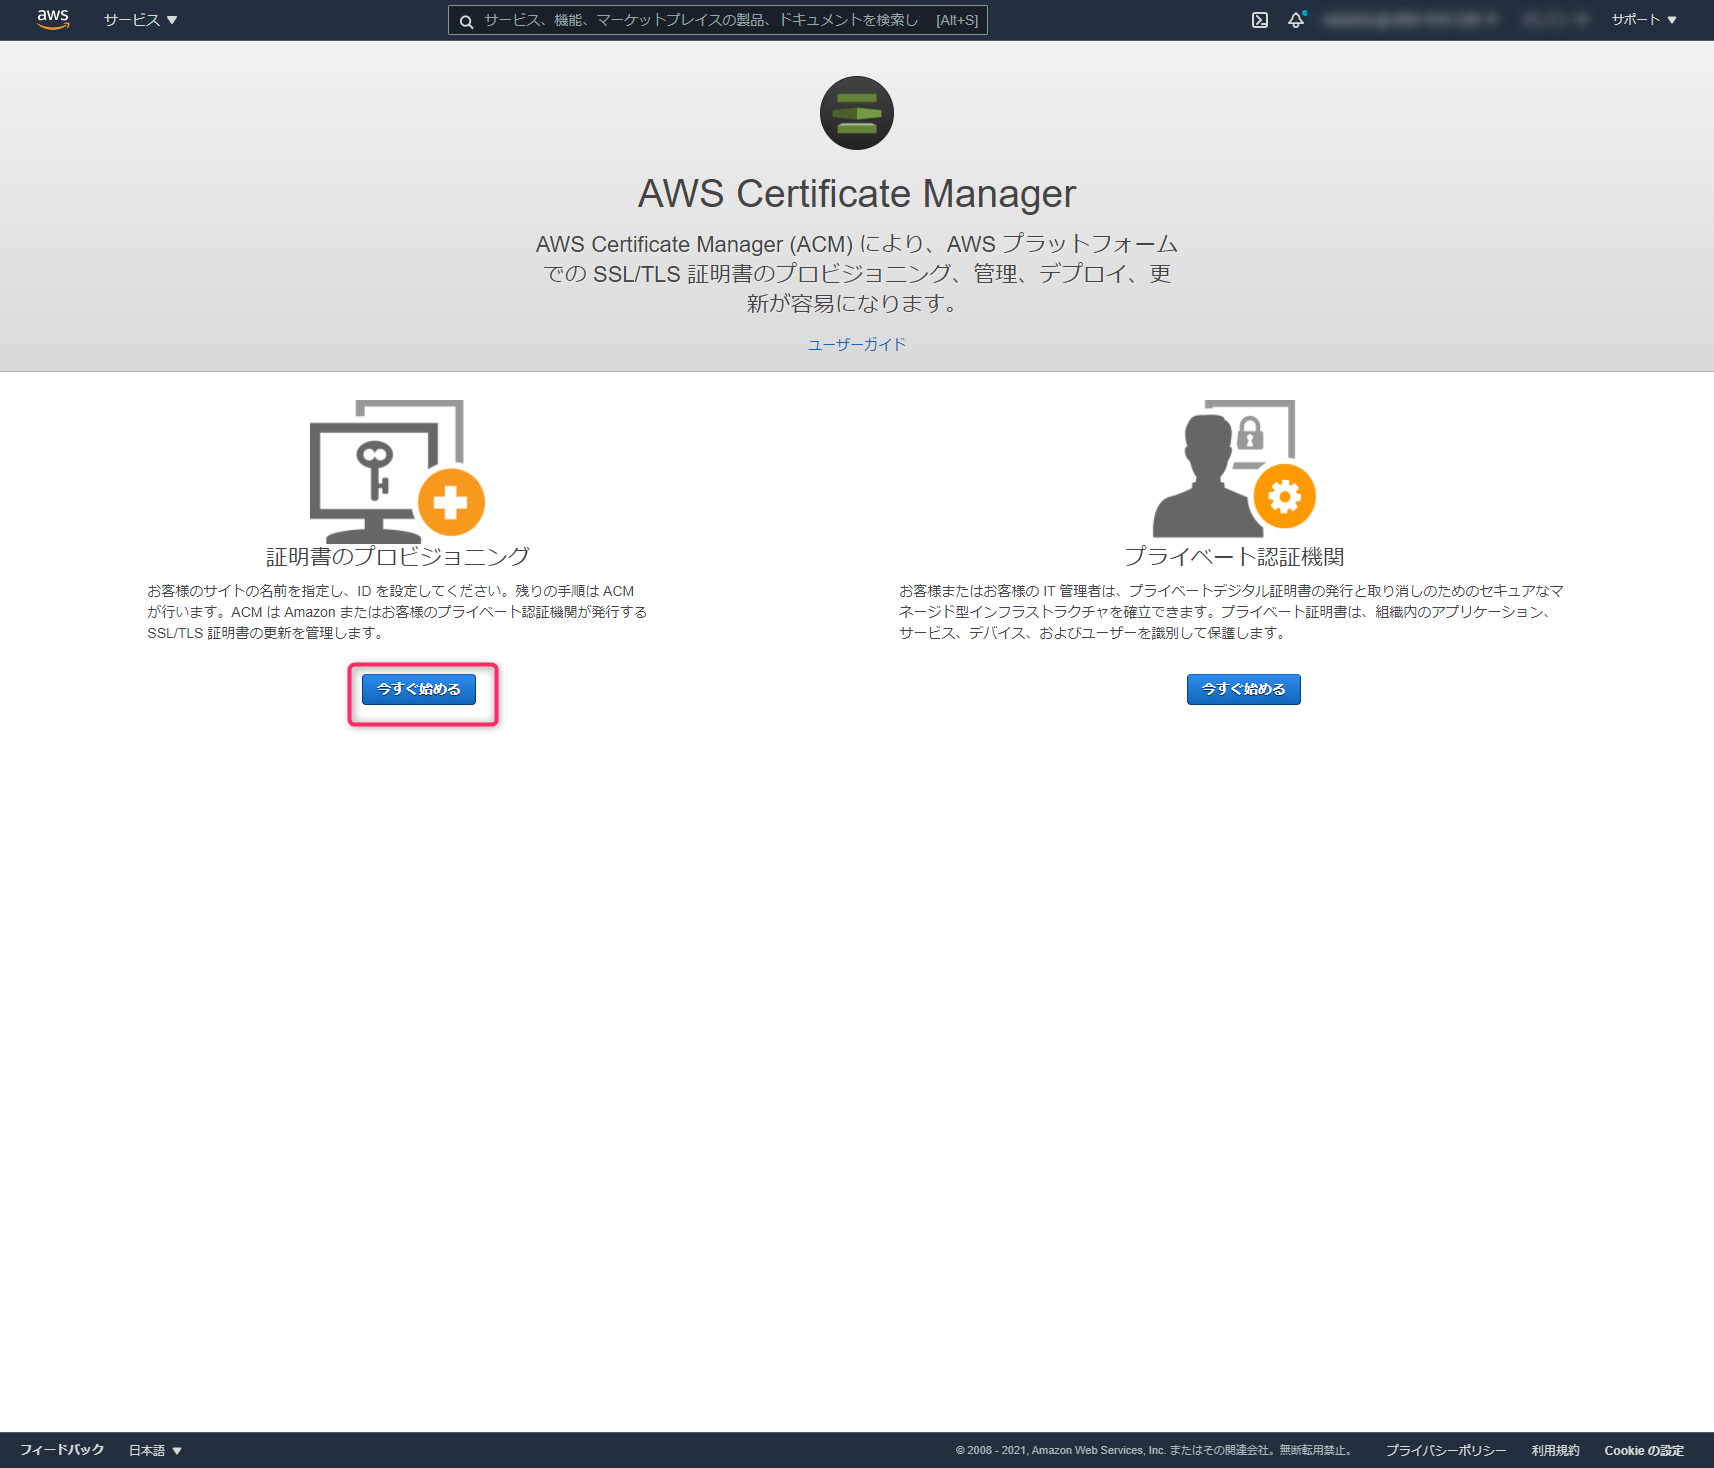 aws
サービス
サービス、機能、マーケットプレイスの製品、ドキュメントを検索し [Alt+S]
サポート
AWS Certificate Manager
AWS Certificate Manager (ACM) により、AWS プラットフォーム
での SSL/TLS 証明書のプロビジョニング、管理、デプロイ、更
新が容易になります。
ユーザーガイド
証明書のプロビジョニング
お客様のサイトの名前を指定し、ID を設定してください。残りの手順は ACM
が行います。ACM は Amazon またはお客様のプライベート認証機関が発行する
SSL/TLS 証明書の更新を管理します。
今すぐ始める
プライベート認証機関
お客様またはお客様の IT 管理者は、プライベートデジタル証明書の発行と取り消しのためのセキュアなマ
ネージド型インフラストラクチャを確立できます。プライベート証明書は、組織内のアプリケーション、
サービス、デバイス、およびユーザーを識別して保護します。
今すぐ始める
フィードバック
日本語
© 2008 - 2021, Amazon Web Services, Inc. またはその関連会社。無断転用禁止。
プライバシーポリシー
利用規約
Cookie の設定